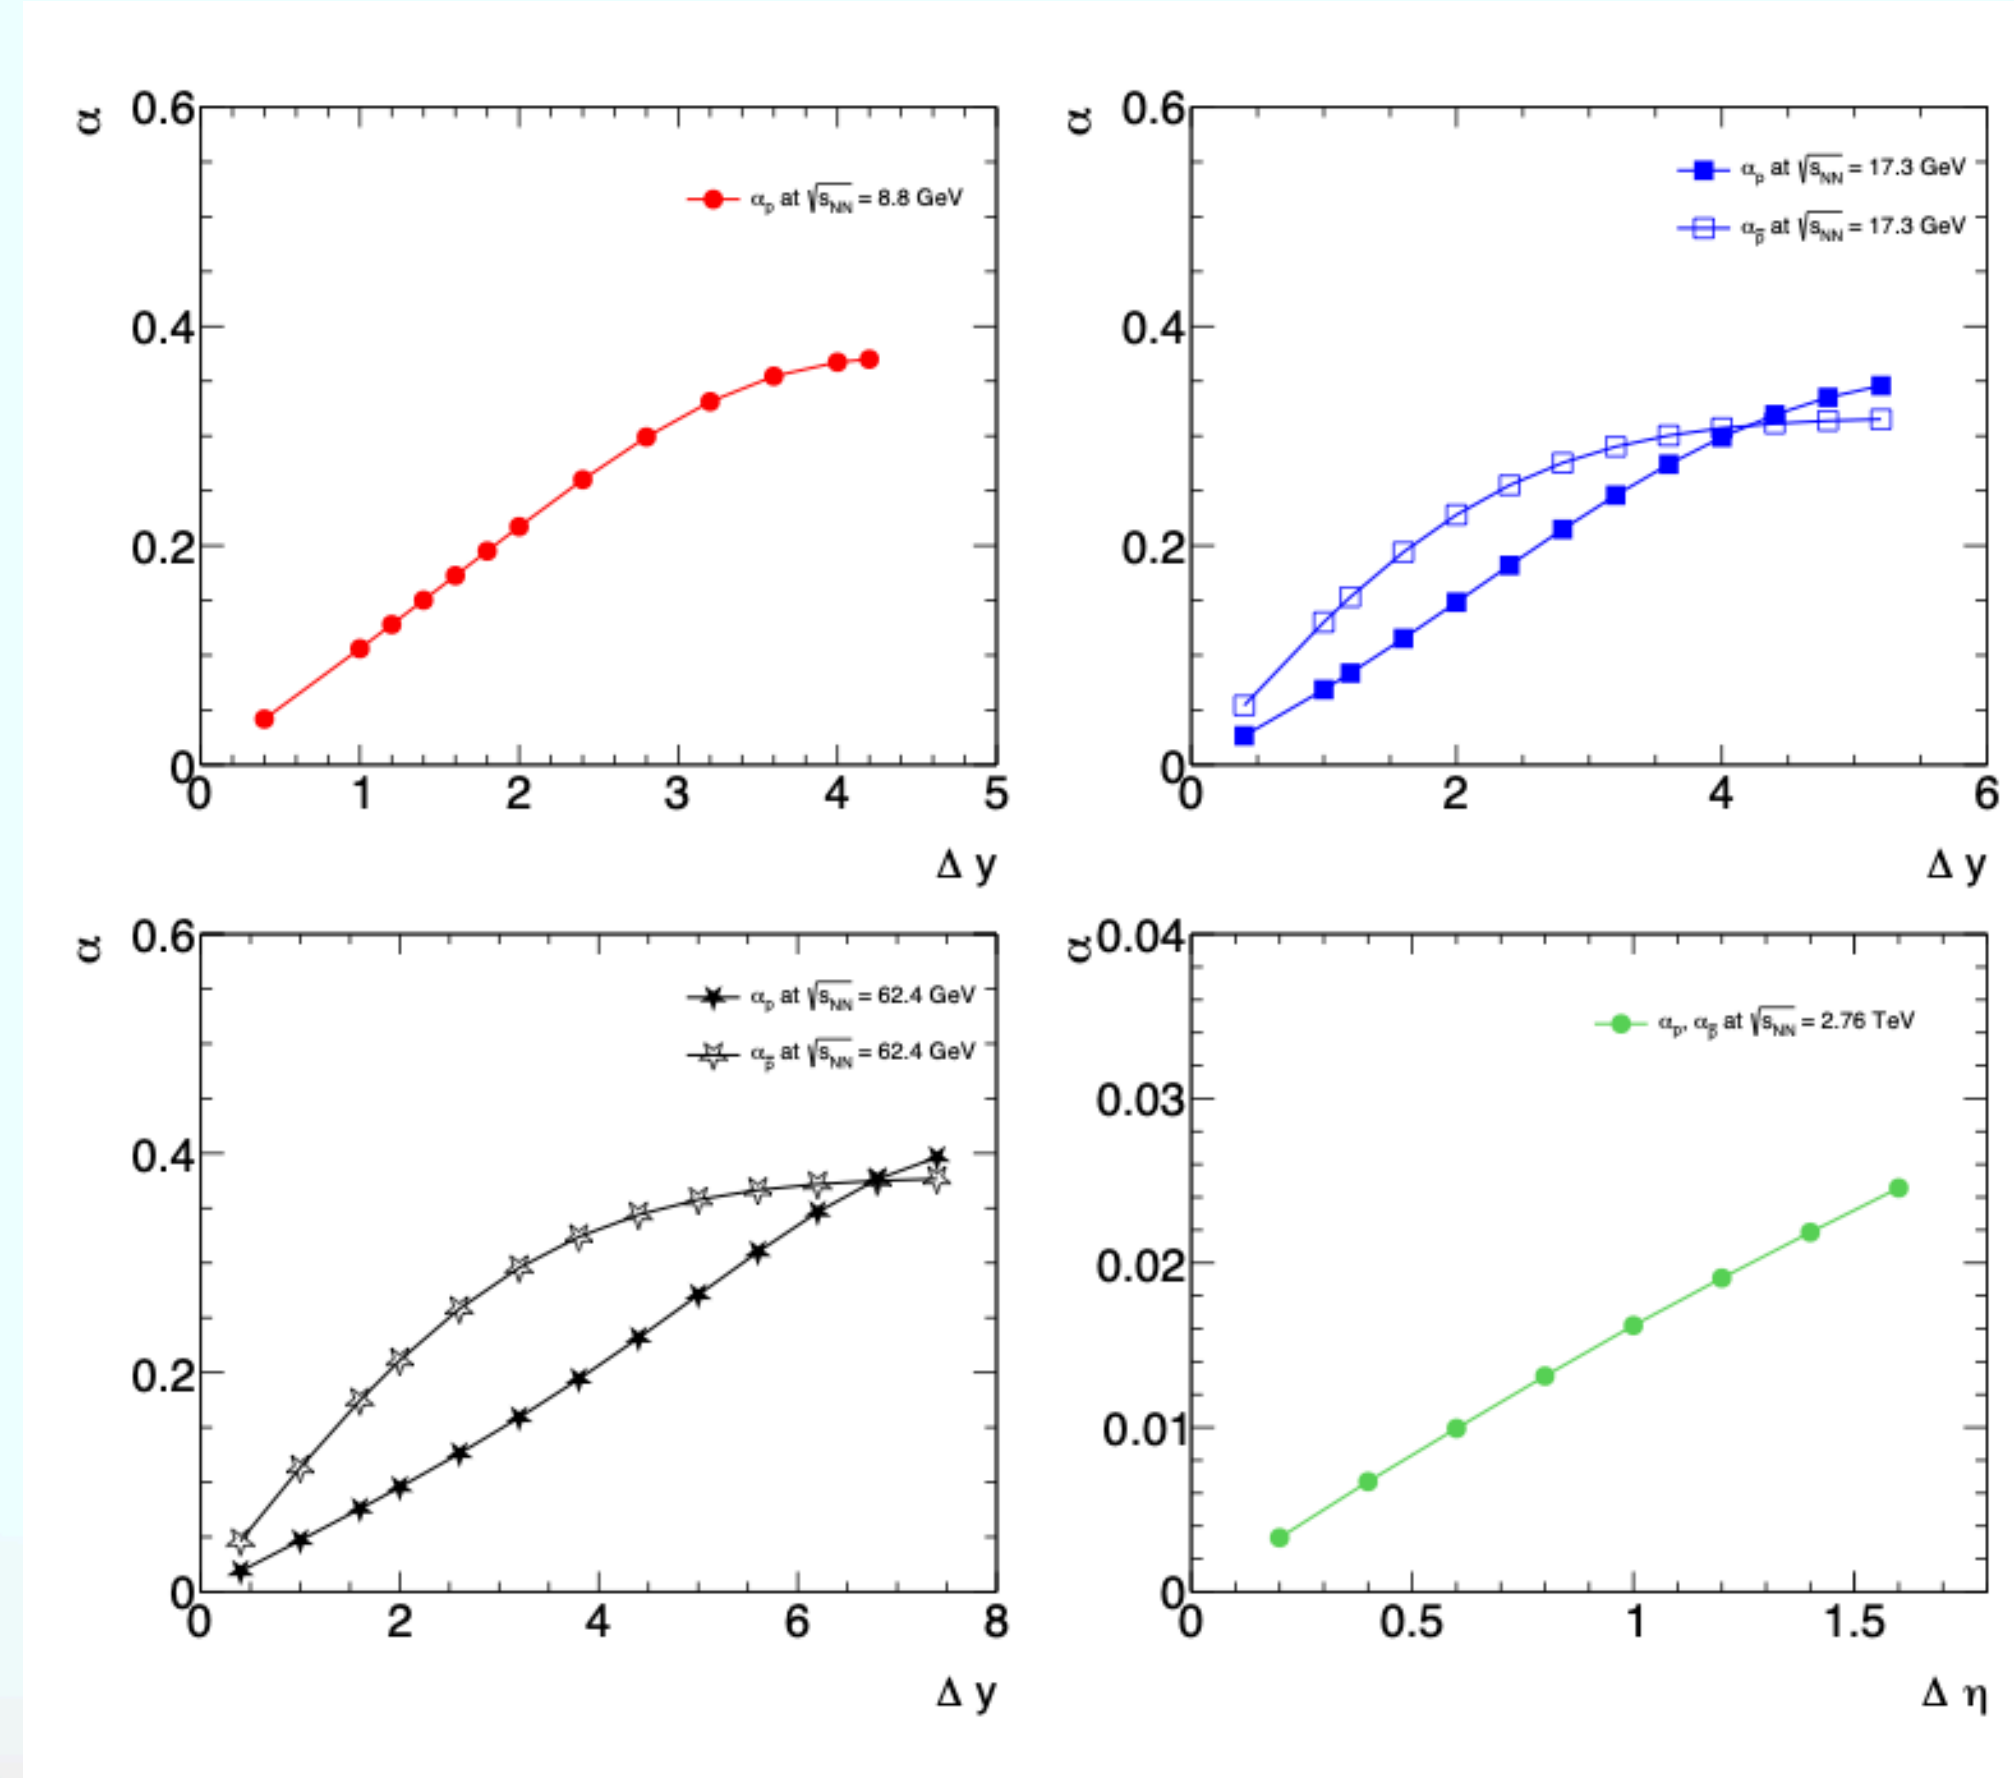 α 0.6
α_p at √s_NN = 8.8 GeV
0.4
0.2
0
0 1 2 3 4 5
Δ y
α 0.6
α_p at √s_NN = 17.3 GeV
α_p̄ at √s_NN = 17.3 GeV
0.4
0.2
0
0 2 4 6
Δ y
α 0.6
α_p at √s_NN = 62.4 GeV
α_p̄ at √s_NN = 62.4 GeV
0.4
0.2
0
0 2 4 6 8
Δ y
α 0.04
α_p, α_p̄ at √s_NN = 2.76 TeV
0.03
0.02
0.01
0
0 0.5 1 1.5
Δ η